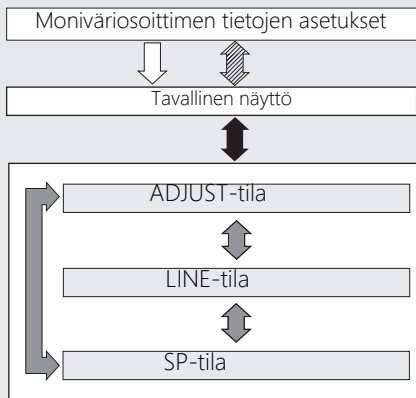 Moniväriosoittimen tietojen asetukset
Tavallinen näyttö
ADJUST-tila
LINE-tila
SP-tila